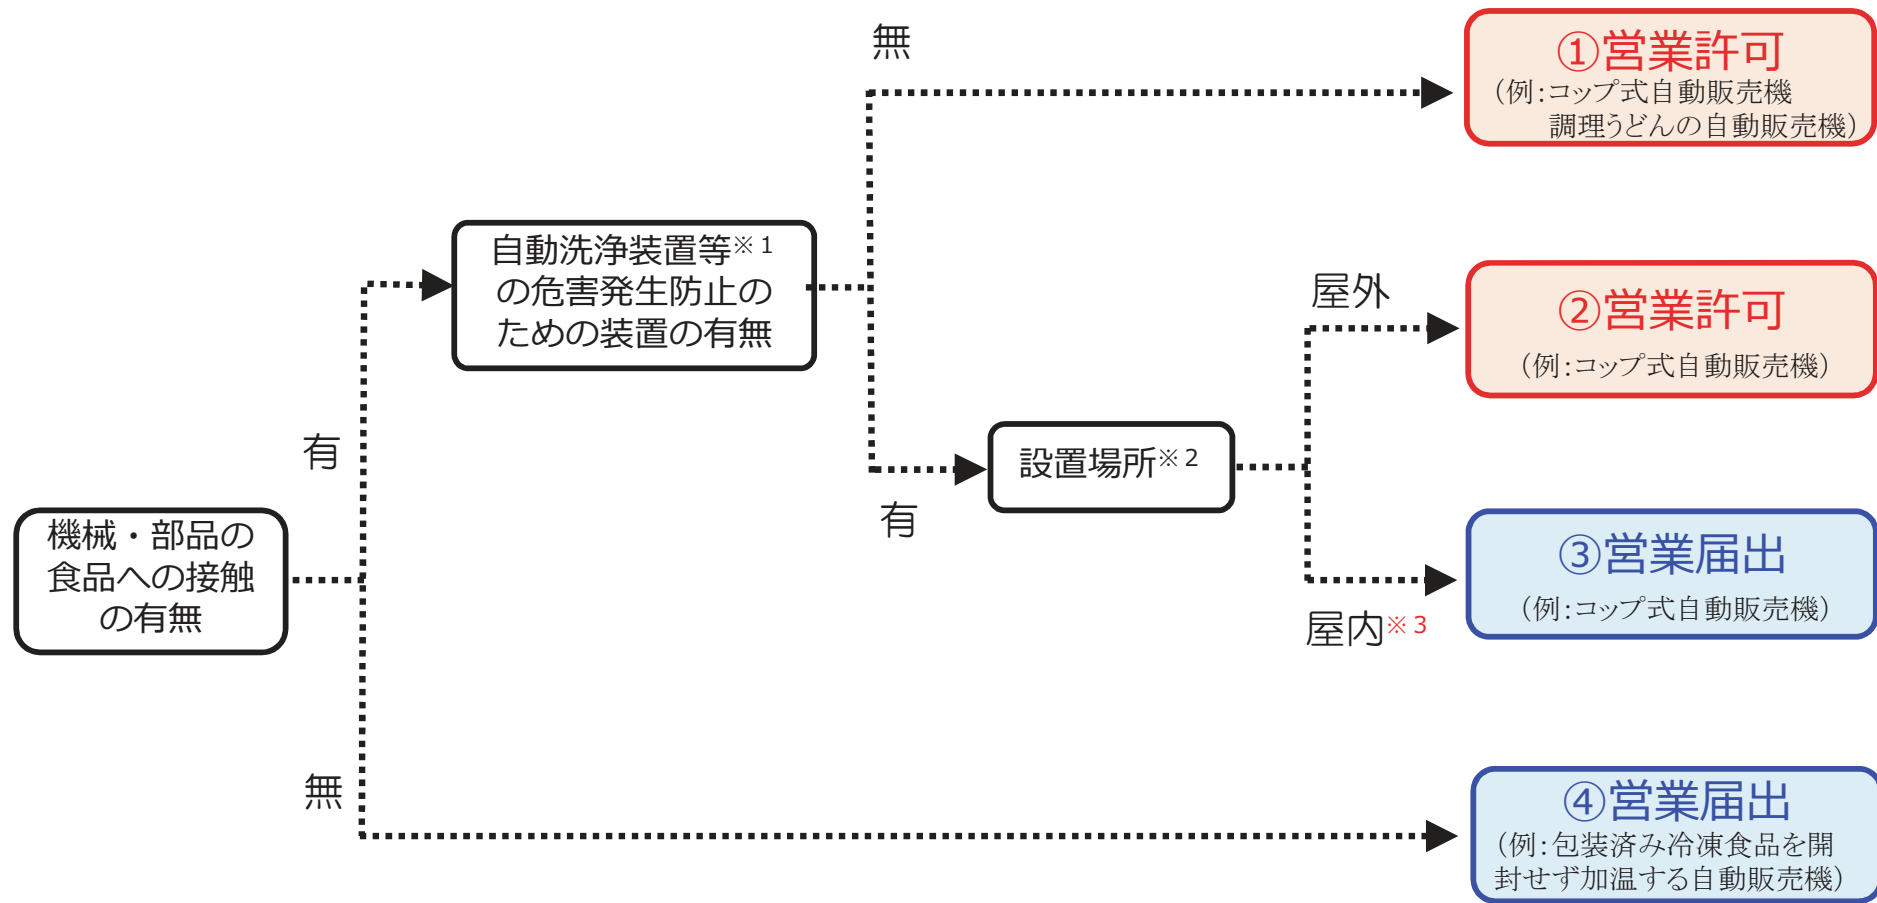 無
①営業許可
（例：コップ式自動販売機
調理うどんの自動販売機）
自動洗浄装置等※1
の危害発生防止の
ための装置の有無
屋外
②営業許可
（例：コップ式自動販売機）
有
設置場所※2
有
機械・部品の
食品への接触
の有無
③営業届出
（例：コップ式自動販売機）
屋内※3
無
④営業届出
（例：包装済み冷凍食品を開
封せず加温する自動販売機）